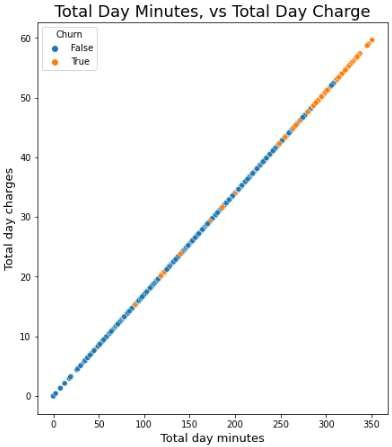 Total Day Minutes, vs Total Day Charge
Churn
False
True
60
50
40
30
20
10
0
Total day charges
0
50
100
150
200
250
300
350
Total day minutes